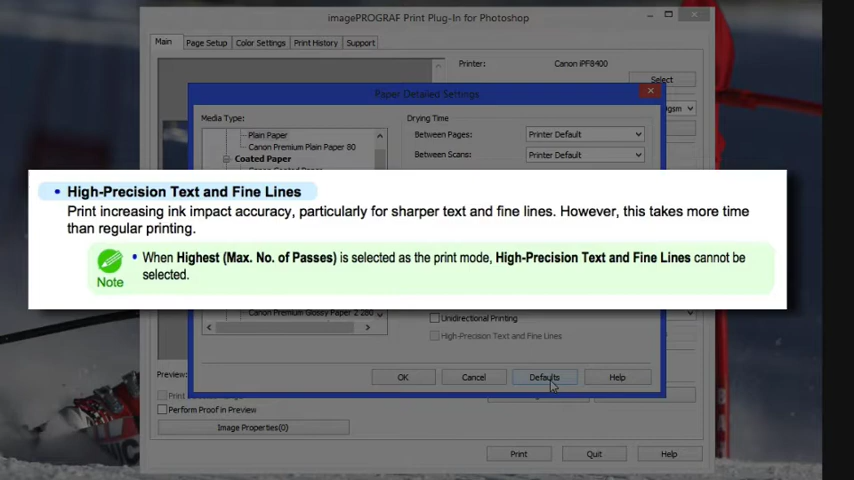 imagePROGRAF Print Plug-In for Photoshop
Main
Page Setup
Color Settings
Print History
Support
Printer:
Canon iPF8400
Select
Paper Detailed Settings
Media Type:
Drying Time
Plain Paper
Between Pages:
Printer Default
Canon Premium Plain Paper 80
Between Scans:
Printer Default
Coated Paper
• High-Precision Text and Fine Lines
Print increasing ink impact accuracy, particularly for sharper text and fine lines. However, this takes more time
than regular printing.
Note
• When Highest (Max. No. of Passes) is selected as the print mode, High-Precision Text and Fine Lines cannot be
selected.
Canon Premium Glossy Paper 2 280
Unidirectional Printing
High-Precision Text and Fine Lines
OK
Cancel
Defaults
Help
Preview:
Perform Proof in Preview
Image Properties(0)
Print
Quit
Help